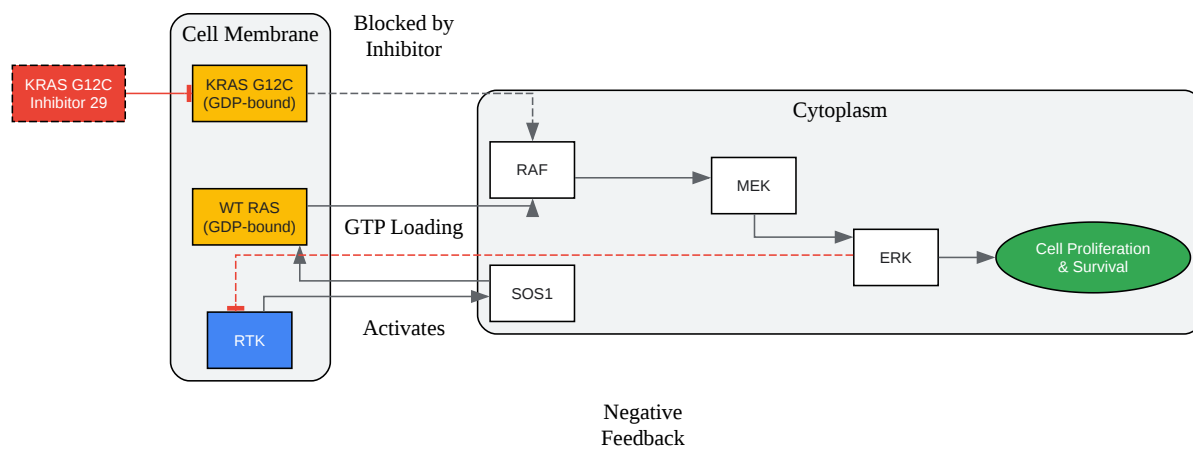 Blocked by
Inhibitor
Cell Membrane
KRAS G12C
Inhibitor 29
KRAS G12C
(GDP-bound)
Cytoplasm
RAF
MEK
WT RAS
(GDP-bound)
GTP Loading
ERK
Cell Proliferation
& Survival
SOS1
Activates
RTK
Negative
Feedback